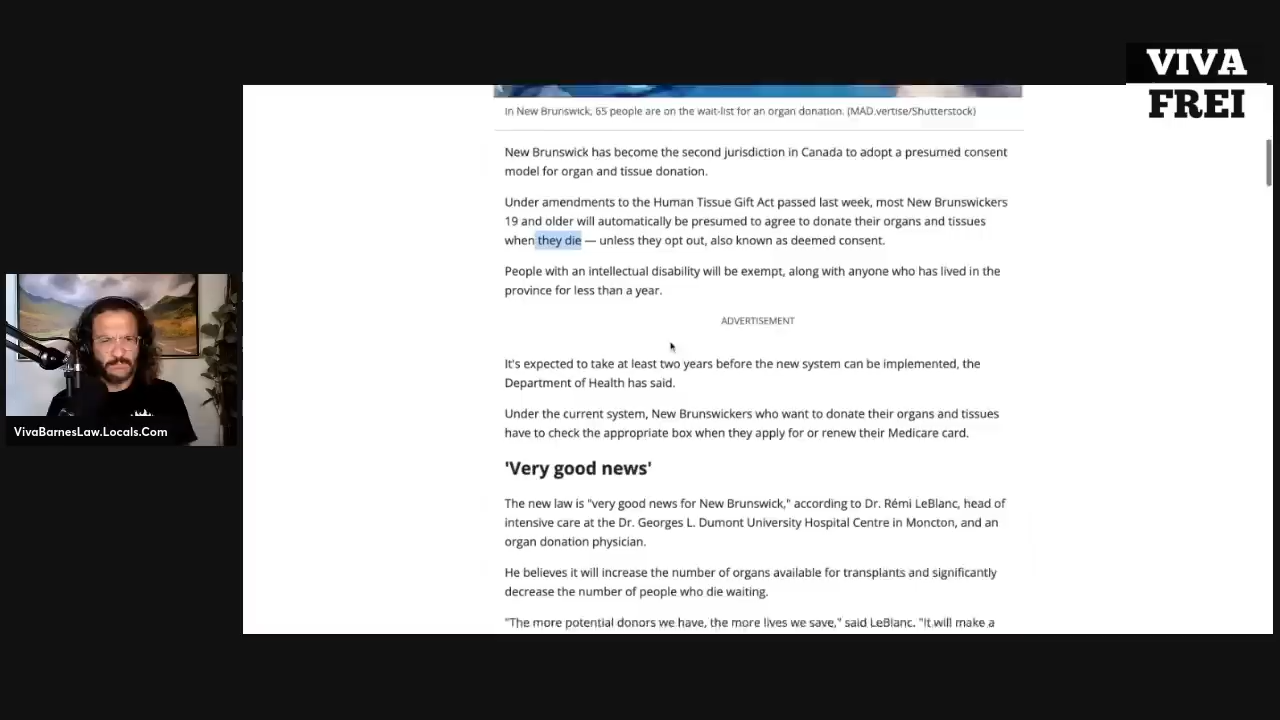 VIVA
FREI
In New Brunswick, 65 people are on the wait-list for an organ donation. (MAD.vertise/Shutterstock)
New Brunswick has become the second jurisdiction in Canada to adopt a presumed consent
model for organ and tissue donation.
Under amendments to the Human Tissue Gift Act passed last week, most New Brunswickers
19 and older will automatically be presumed to agree to donate their organs and tissues
when they die — unless they opt out, also known as deemed consent.
People with an intellectual disability will be exempt, along with anyone who has lived in the
province for less than a year.
ADVERTISEMENT
It's expected to take at least two years before the new system can be implemented, the
Department of Health has said.
Under the current system, New Brunswickers who want to donate their organs and tissues
have to check the appropriate box when they apply for or renew their Medicare card.
'Very good news'
The new law is "very good news for New Brunswick," according to Dr. Rémi LeBlanc, head of
intensive care at the Dr. Georges L. Dumont University Hospital Centre in Moncton, and an
organ donation physician.
He believes it will increase the number of organs available for transplants and significantly
decrease the number of people who die waiting.
"The more potential donors we have, the more lives we save," said LeBlanc. "It will make a
VivaBarnesLaw.Locals.Com